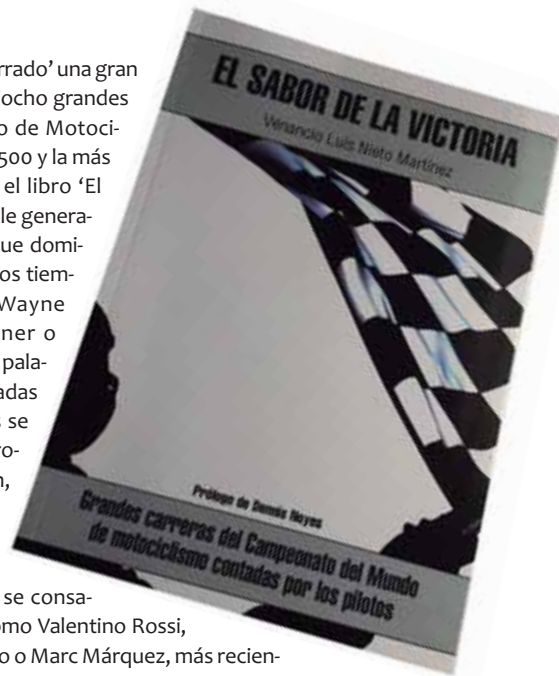 rrado’ una gran
ocho grandes
o de Motoci-
500 y la más
el libro ‘El
le genera-
ue domi-
os tiem-
Wayne
ner o
pala-
adas
s se
ro-
n,
se consa-
omo Valentino Rossi,
o o Marc Márquez, más recien-
EL SABOR DE LA VICTORIA
Venancio Luis Nieto Martínez
Prólogo de Dennis Noyes
Grandes carreras del Campeonato del Mundo
de motociclismo contadas por los pilotos